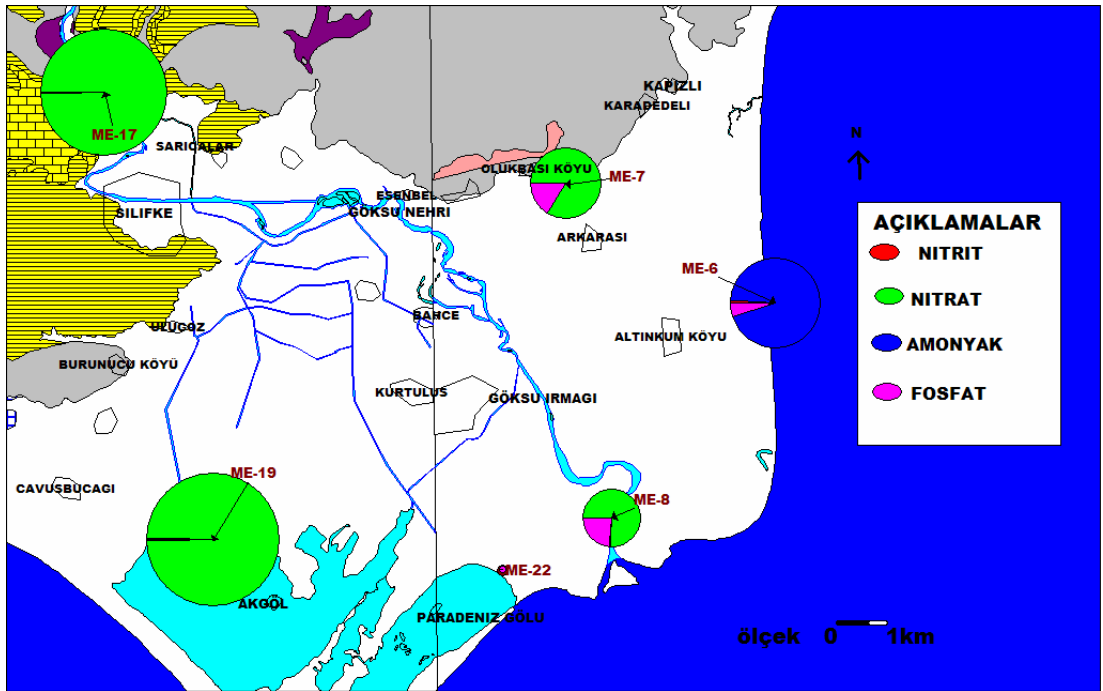 KAPIZLI
KARADEDELI
ME-17
SARICALAR
OLUKBASI KÖYU
ME-7
N
ESENBEL
SILIFKE
GÖKSU NEHRI
ARKARASI
AÇIKLAMALAR
NITRIT
NITRAT
AMONYAK
FOSFAT
ME-6
BAHCE
ULUGOZ
ALTINKUM KÖYU
BURUNUCU KÖYÜ
KURTULUS
GÖKSU IRMAGI
ME-19
CAVUSBUCAGI
ME-8
ME-22
AKGÖL
PARADENIZ GÖLU
ölçek 0 1km